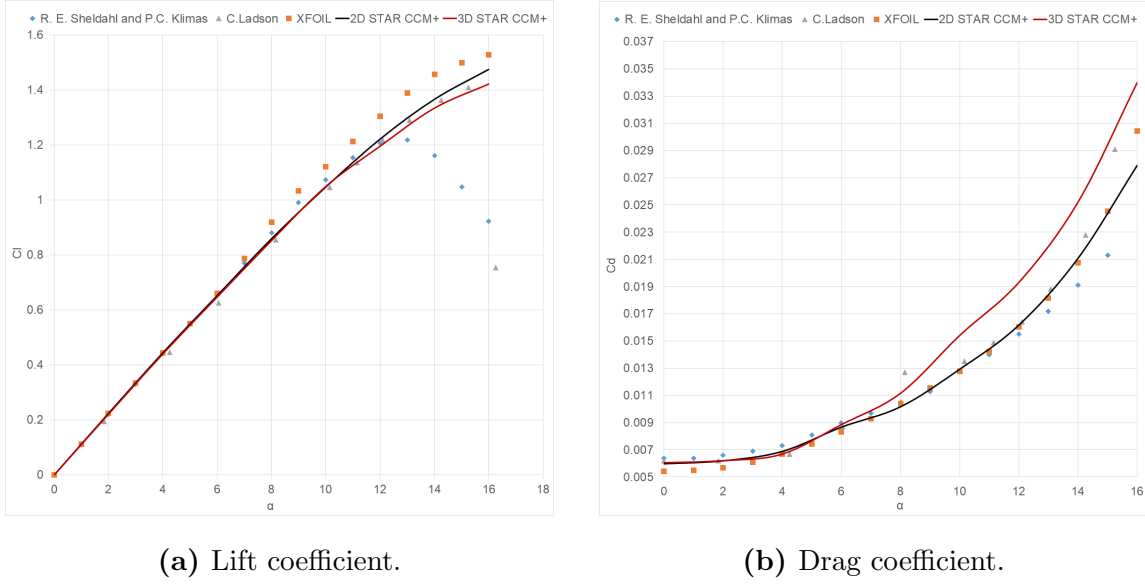 R. E. Sheldahl and P.C. Klimas C.Ladson XFOIL 2D STAR CCM+ 3D STAR CCM+
1.6
1.4
1.2
1
0.8
0.6
0.4
0.2
0
Cl
0 2 4 6 8 10 12 14 16 18
α
(a) Lift coefficient.
R. E. Sheldahl and P.C. Klimas C.Ladson XFOIL 2D STAR CCM+ 3D STAR CCM+
0.037
0.035
0.033
0.031
0.029
0.027
0.025
0.023
0.021
0.019
0.017
0.015
0.013
0.011
0.009
0.007
0.005
Cd
0 2 4 6 8 10 12 14 16
α
(b) Drag coefficient.